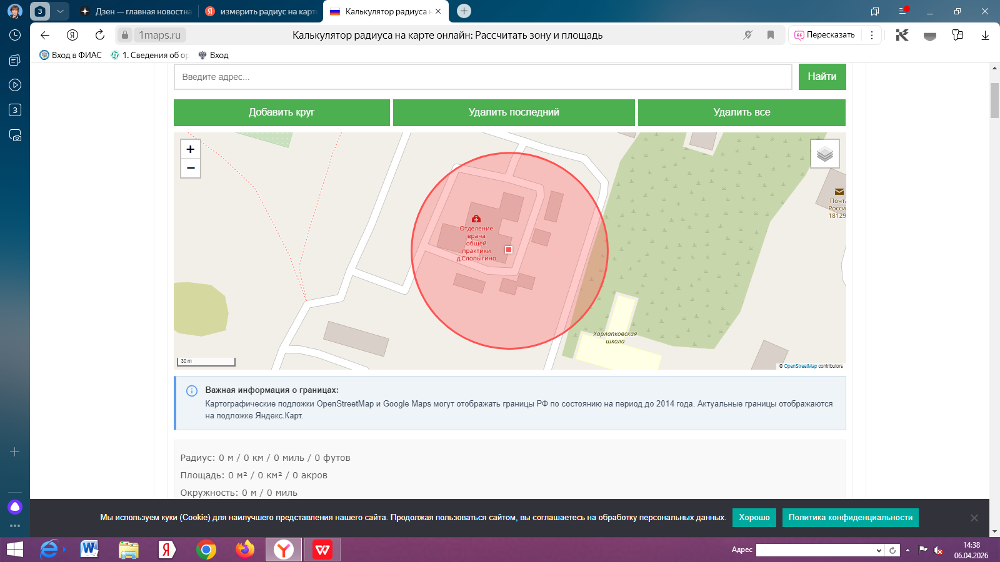 3
Дзен — главная новостна
Я
измерить радиус на карт
Калькулятор радиуса н
Я
1maps.ru
Калькулятор радиуса на карте онлайн: Рассчитать зону и площадь
Пересказать
Вход в ФИАС
1. Сведения об ор
Вход
3
Введите адрес...
Найти
Добавить круг
Удалить последний
Удалить все
+
−
Отделение
врача
общей
практики
д.Слопыгино
Почта
Росси
18129
Харлапковская
школа
30 m
© OpenStreetMap contributors
Важная информация о границах:
Картографические подложки OpenStreetMap и Google Maps могут отображать границы РФ по состоянию на период до 2014 года. Актуальные границы отображаются
на подложке Яндекс.Карт.
Радиус: 0 м / 0 км / 0 миль / 0 футов
Площадь: 0 м² / 0 км² / 0 акров
Окружность: 0 м / 0 миль
Мы используем куки (Cookie) для наилучшего представления нашего сайта. Продолжая пользоваться сайтом, вы соглашаетесь на обработку персональных данных.
Хорошо
Политика конфиденциальности
Адрес
14:38
06.04.2026